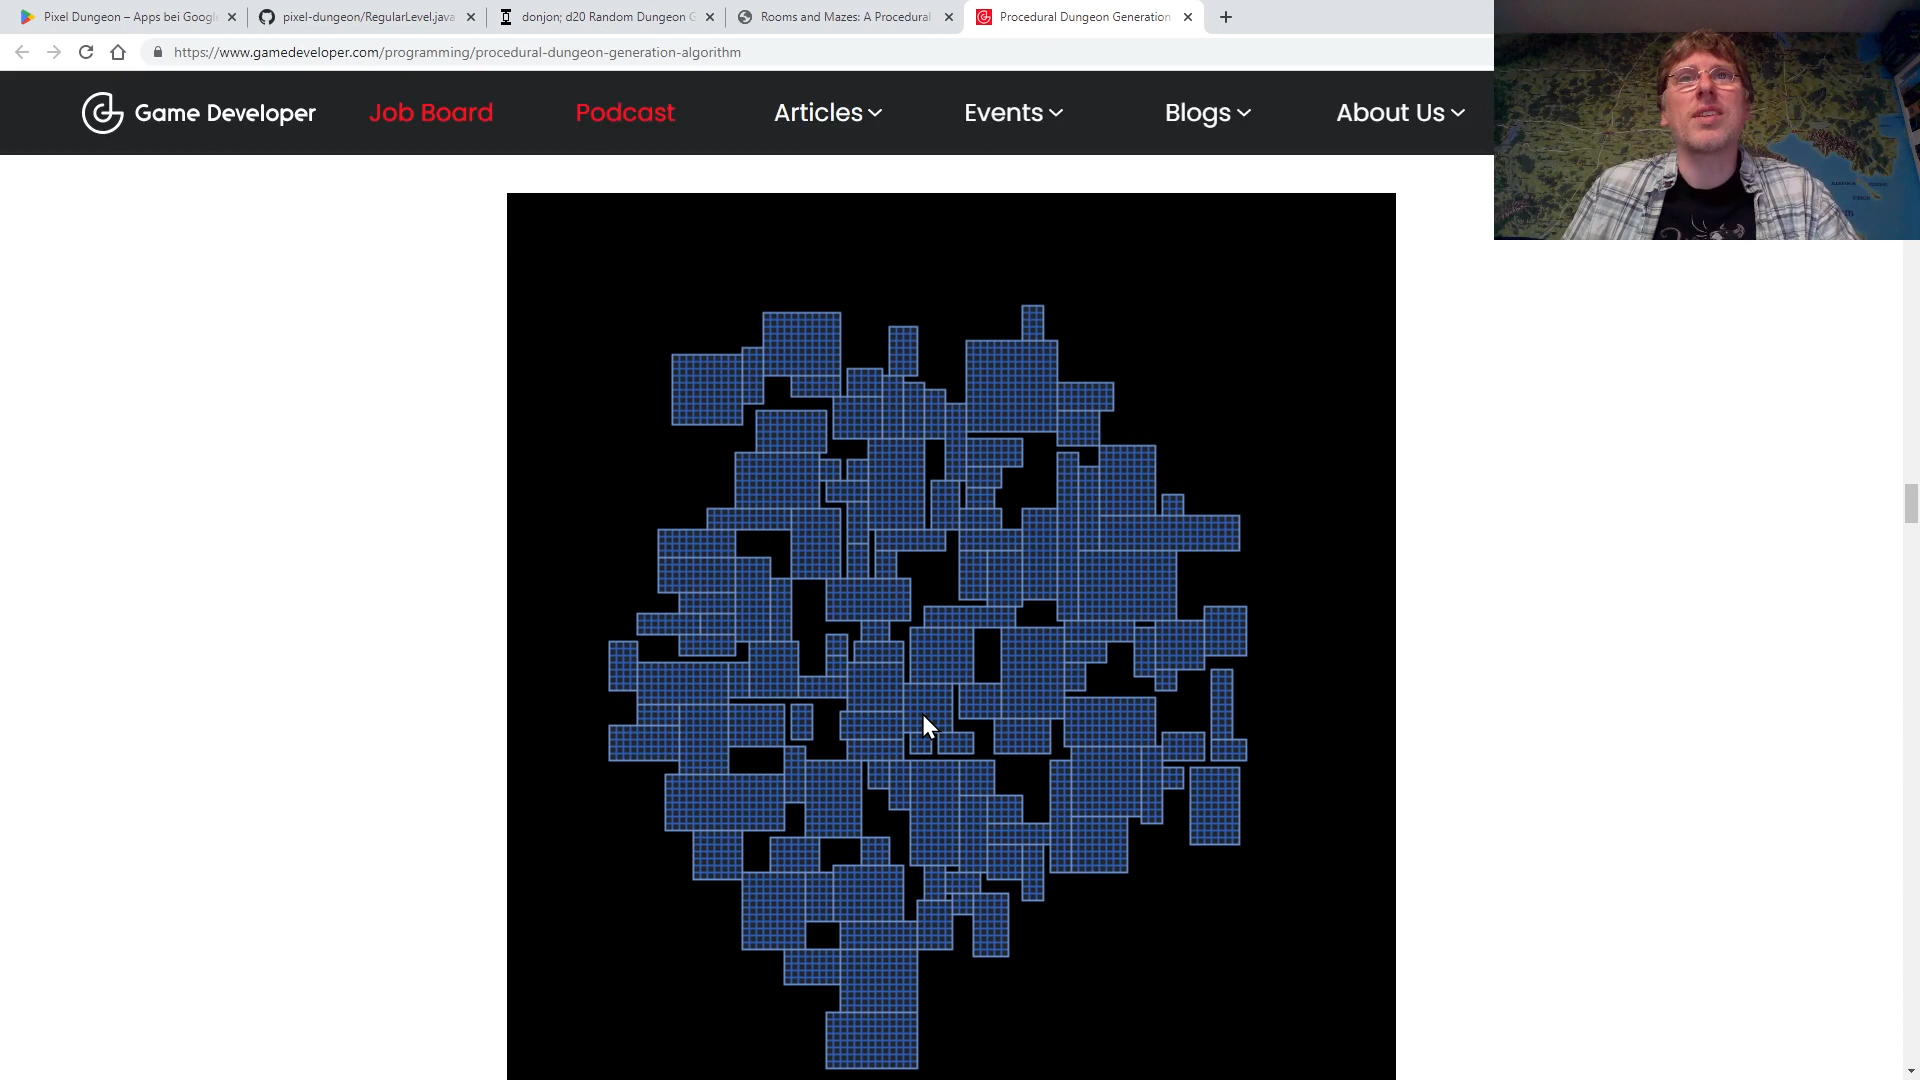 Pixel Dungeon – Apps bei Googl
pixel-dungeon/RegularLevel.java
donjon; d20 Random Dungeon G
Rooms and Mazes: A Procedural
Procedural Dungeon Generation
https://www.gamedeveloper.com/programming/procedural-dungeon-generation-algorithm
Game Developer
Job Board
Podcast
Articles
Events
Blogs
About Us